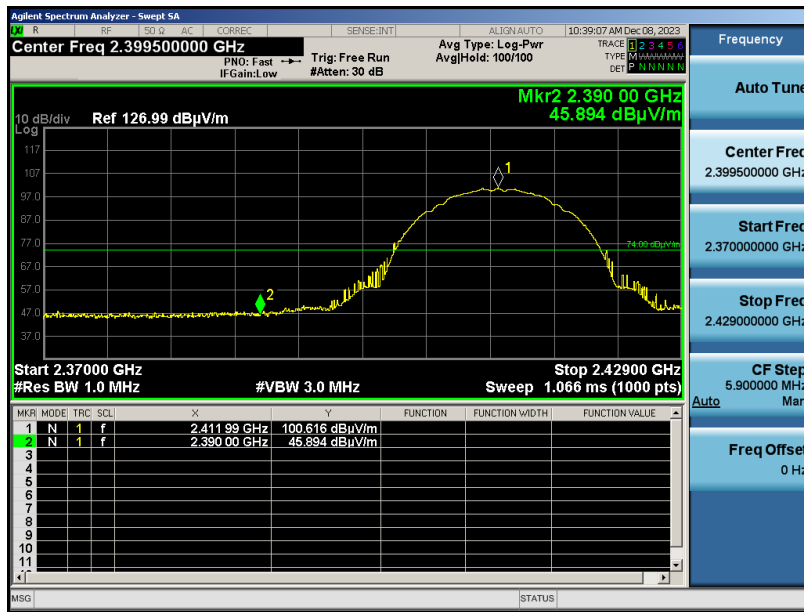 Agilent Spectrum Analyzer - Swept SA
LXI R RF 50 Ω AC CORREC SENSE:INT ALIGN AUTO 10:39:07 AM Dec 08, 2023
Center Freq 2.399500000 GHz
PNO: Fast
IFGain:Low
Trig: Free Run
#Atten: 30 dB
Avg Type: Log-Pwr
Avg|Hold: 100/100
TRACE 1 2 3 4 5 6
TYPE M
DET P N N N N N
Mkr2 2.390 00 GHz
45.894 dBµV/m
10 dB/div Ref 126.99 dBµV/m
Log
117
107
97.0
87.0
77.0
67.0
57.0
47.0
37.0
1
2
74.00 dBµV/m
Start 2.37000 GHz Stop 2.42900 GHz
#Res BW 1.0 MHz #VBW 3.0 MHz Sweep 1.066 ms (1000 pts)
MKR MODE TRC SCL X Y FUNCTION FUNCTION WIDTH FUNCTION VALUE
1 N 1 f 2.411 99 GHz 100.616 dBµV/m
2 N 1 f 2.390 00 GHz 45.894 dBµV/m
3
4
5
6
7
8
9
10
11
MSG STATUS
Frequency
Auto Tune
Center Freq
2.399500000 GHz
Start Freq
2.370000000 GHz
Stop Freq
2.429000000 GHz
CF Step
5.900000 MHz
Auto Man
Freq Offset
0 Hz